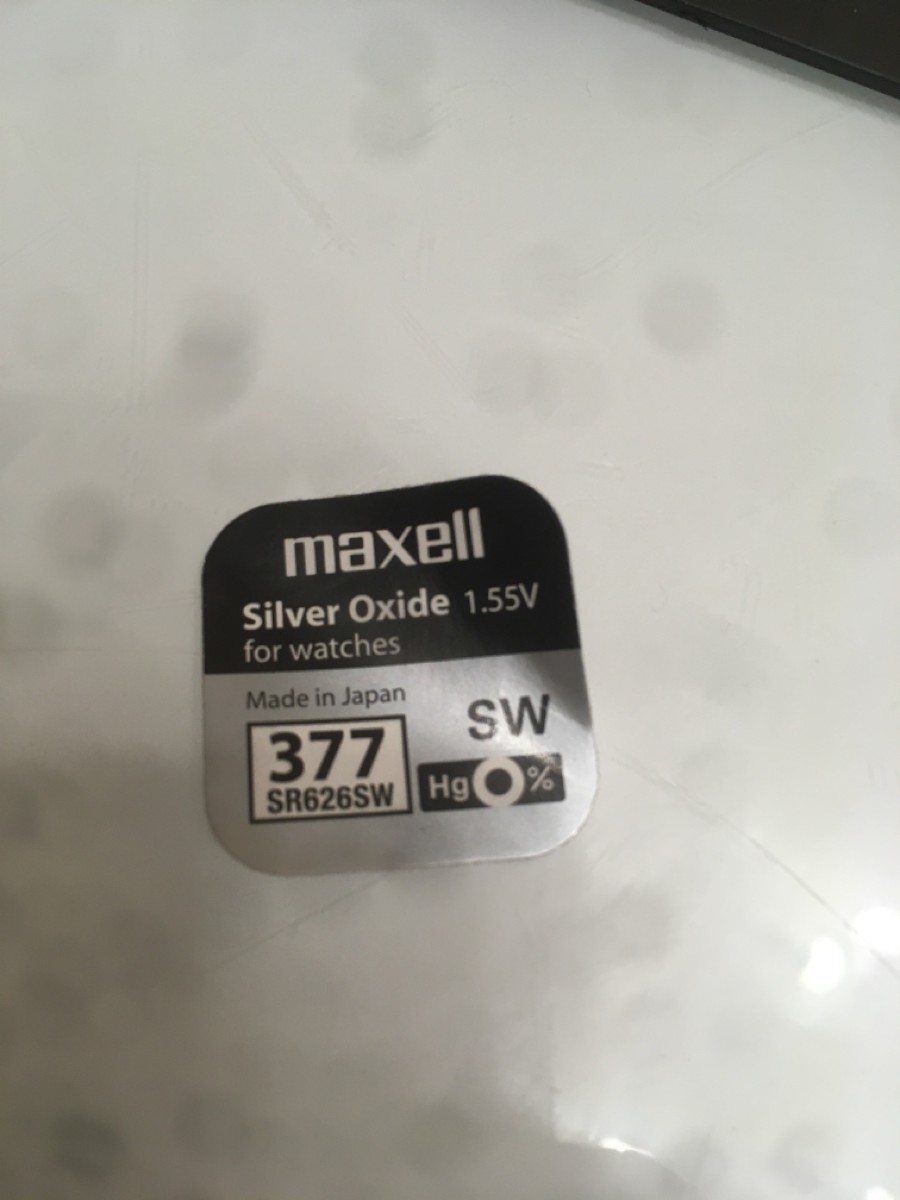 maxell
Silver Oxide 1.55V
for watches
Made in Japan
SW
377
SR626SW
Hg 0 %